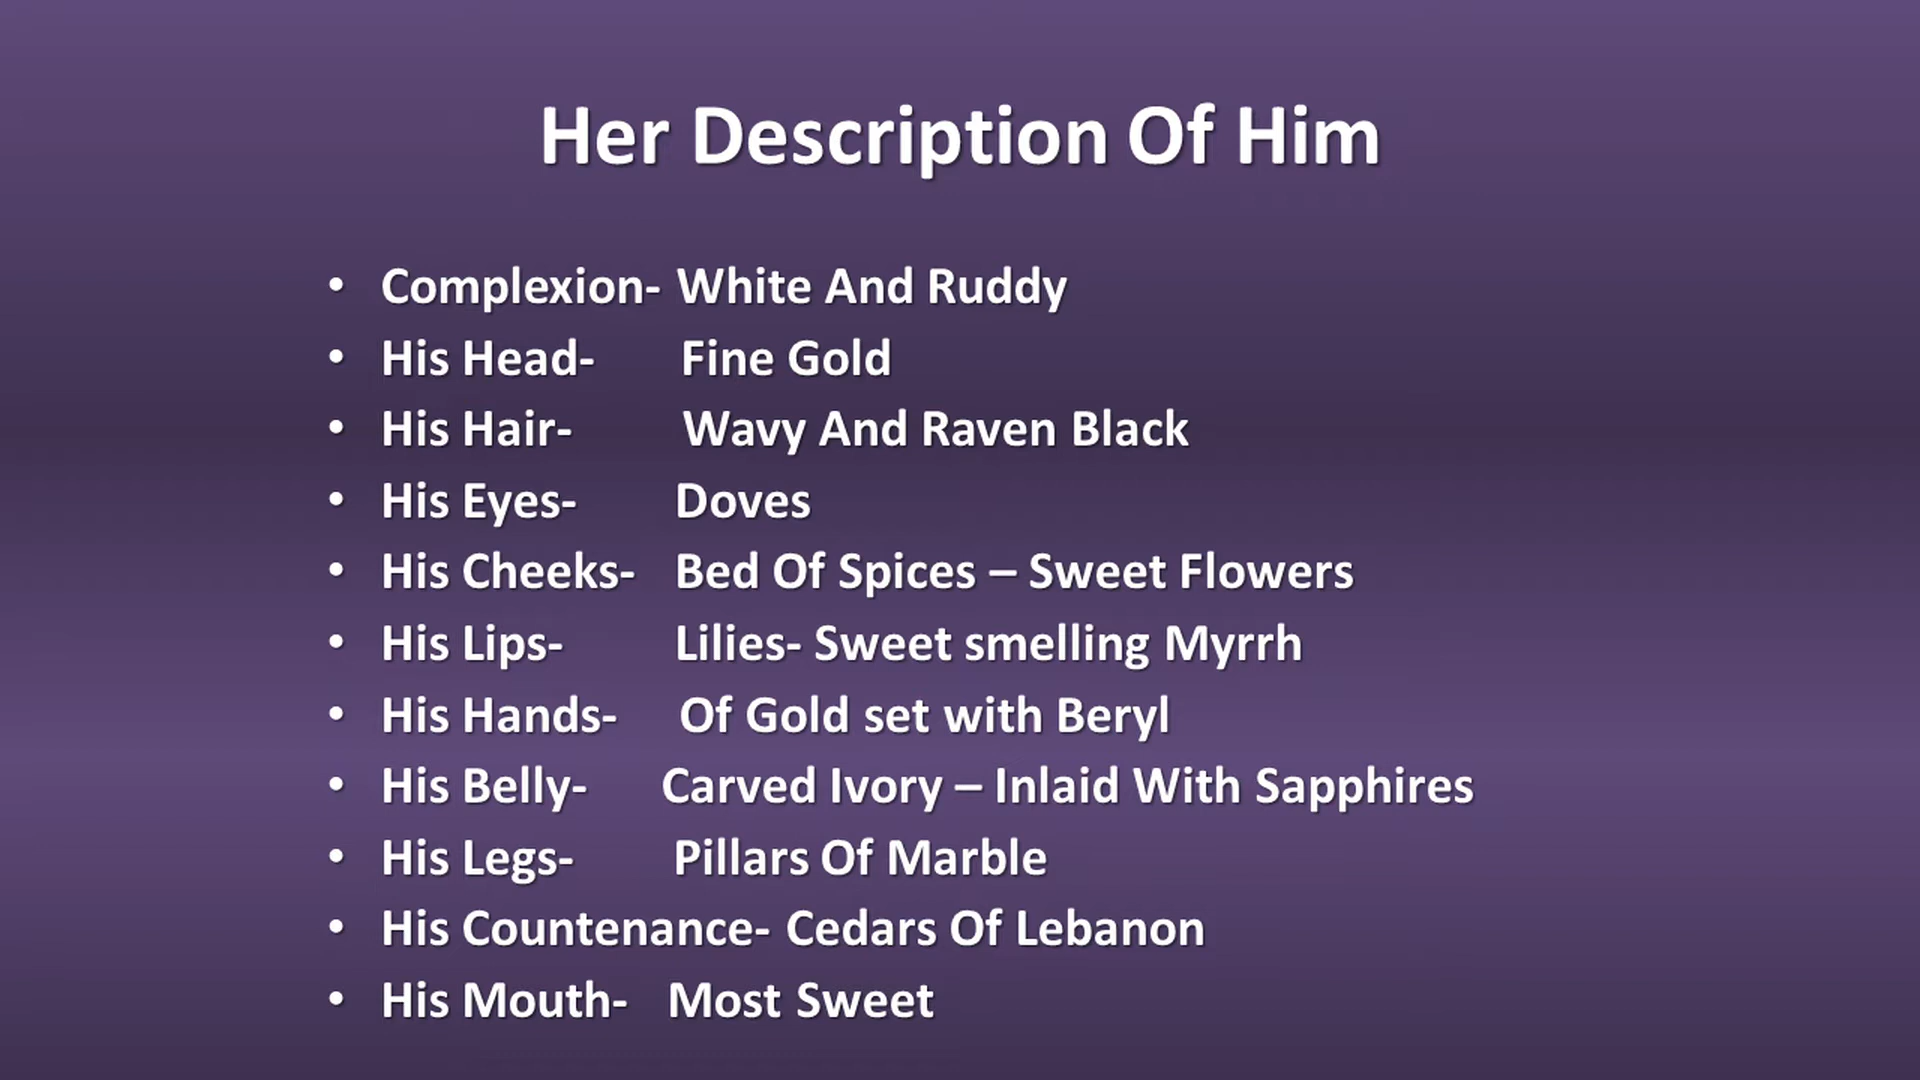 Her Description Of Him
• Complexion- White And Ruddy
• His Head- Fine Gold
• His Hair- Wavy And Raven Black
• His Eyes- Doves
• His Cheeks- Bed Of Spices – Sweet Flowers
• His Lips- Lilies- Sweet smelling Myrrh
• His Hands- Of Gold set with Beryl
• His Belly- Carved Ivory – Inlaid With Sapphires
• His Legs- Pillars Of Marble
• His Countenance- Cedars Of Lebanon
• His Mouth- Most Sweet